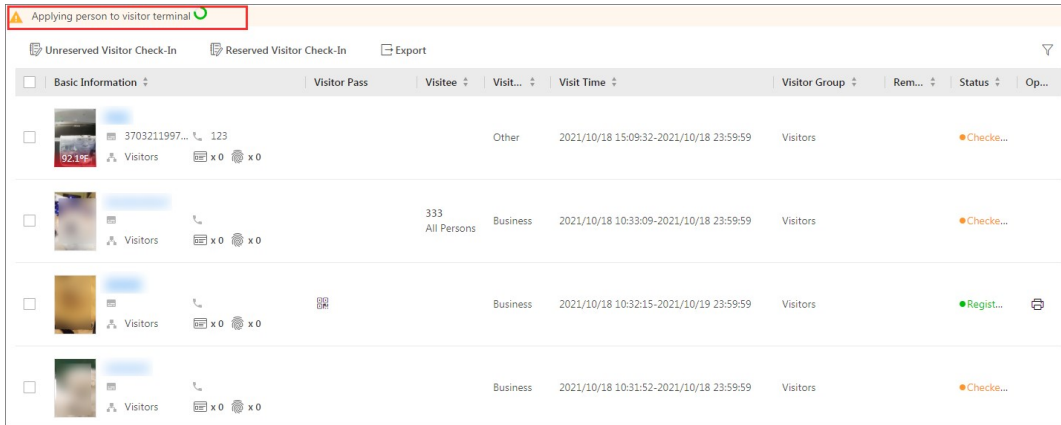 Applying person to visitor terminal
Unreserved Visitor Check-In Reserved Visitor Check-In Export
Basic Information Visitor Pass Visitee Visit... Visit Time Visitor Group Rem... Status Op...
3703211997... 123 Other 2021/10/18 15:09:32-2021/10/18 23:59:59 Visitors Checke...
92.1°F Visitors x 0 x 0
333
All Persons Business 2021/10/18 10:33:09-2021/10/18 23:59:59 Visitors Checke...
Visitors x 0 x 0
Business 2021/10/18 10:32:15-2021/10/19 23:59:59 Visitors Regist...
Visitors x 0 x 0
Business 2021/10/18 10:31:52-2021/10/18 23:59:59 Visitors Checke...
Visitors x 0 x 0